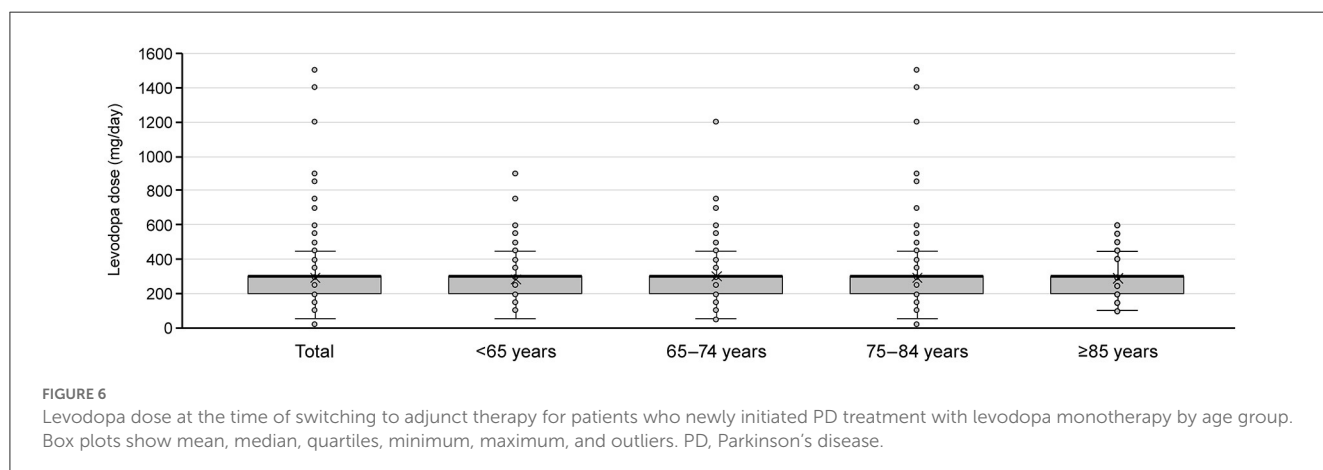 1600
1400
1200
1000
800
600
400
200
0
Levodopa dose (mg/day)
Total <65 years 65–74 years 75–84 years ≥85 years
FIGURE 6
Levodopa dose at the time of switching to adjunct therapy for patients who newly initiated PD treatment with levodopa monotherapy by age group.
Box plots show mean, median, quartiles, minimum, maximum, and outliers. PD, Parkinson's disease.